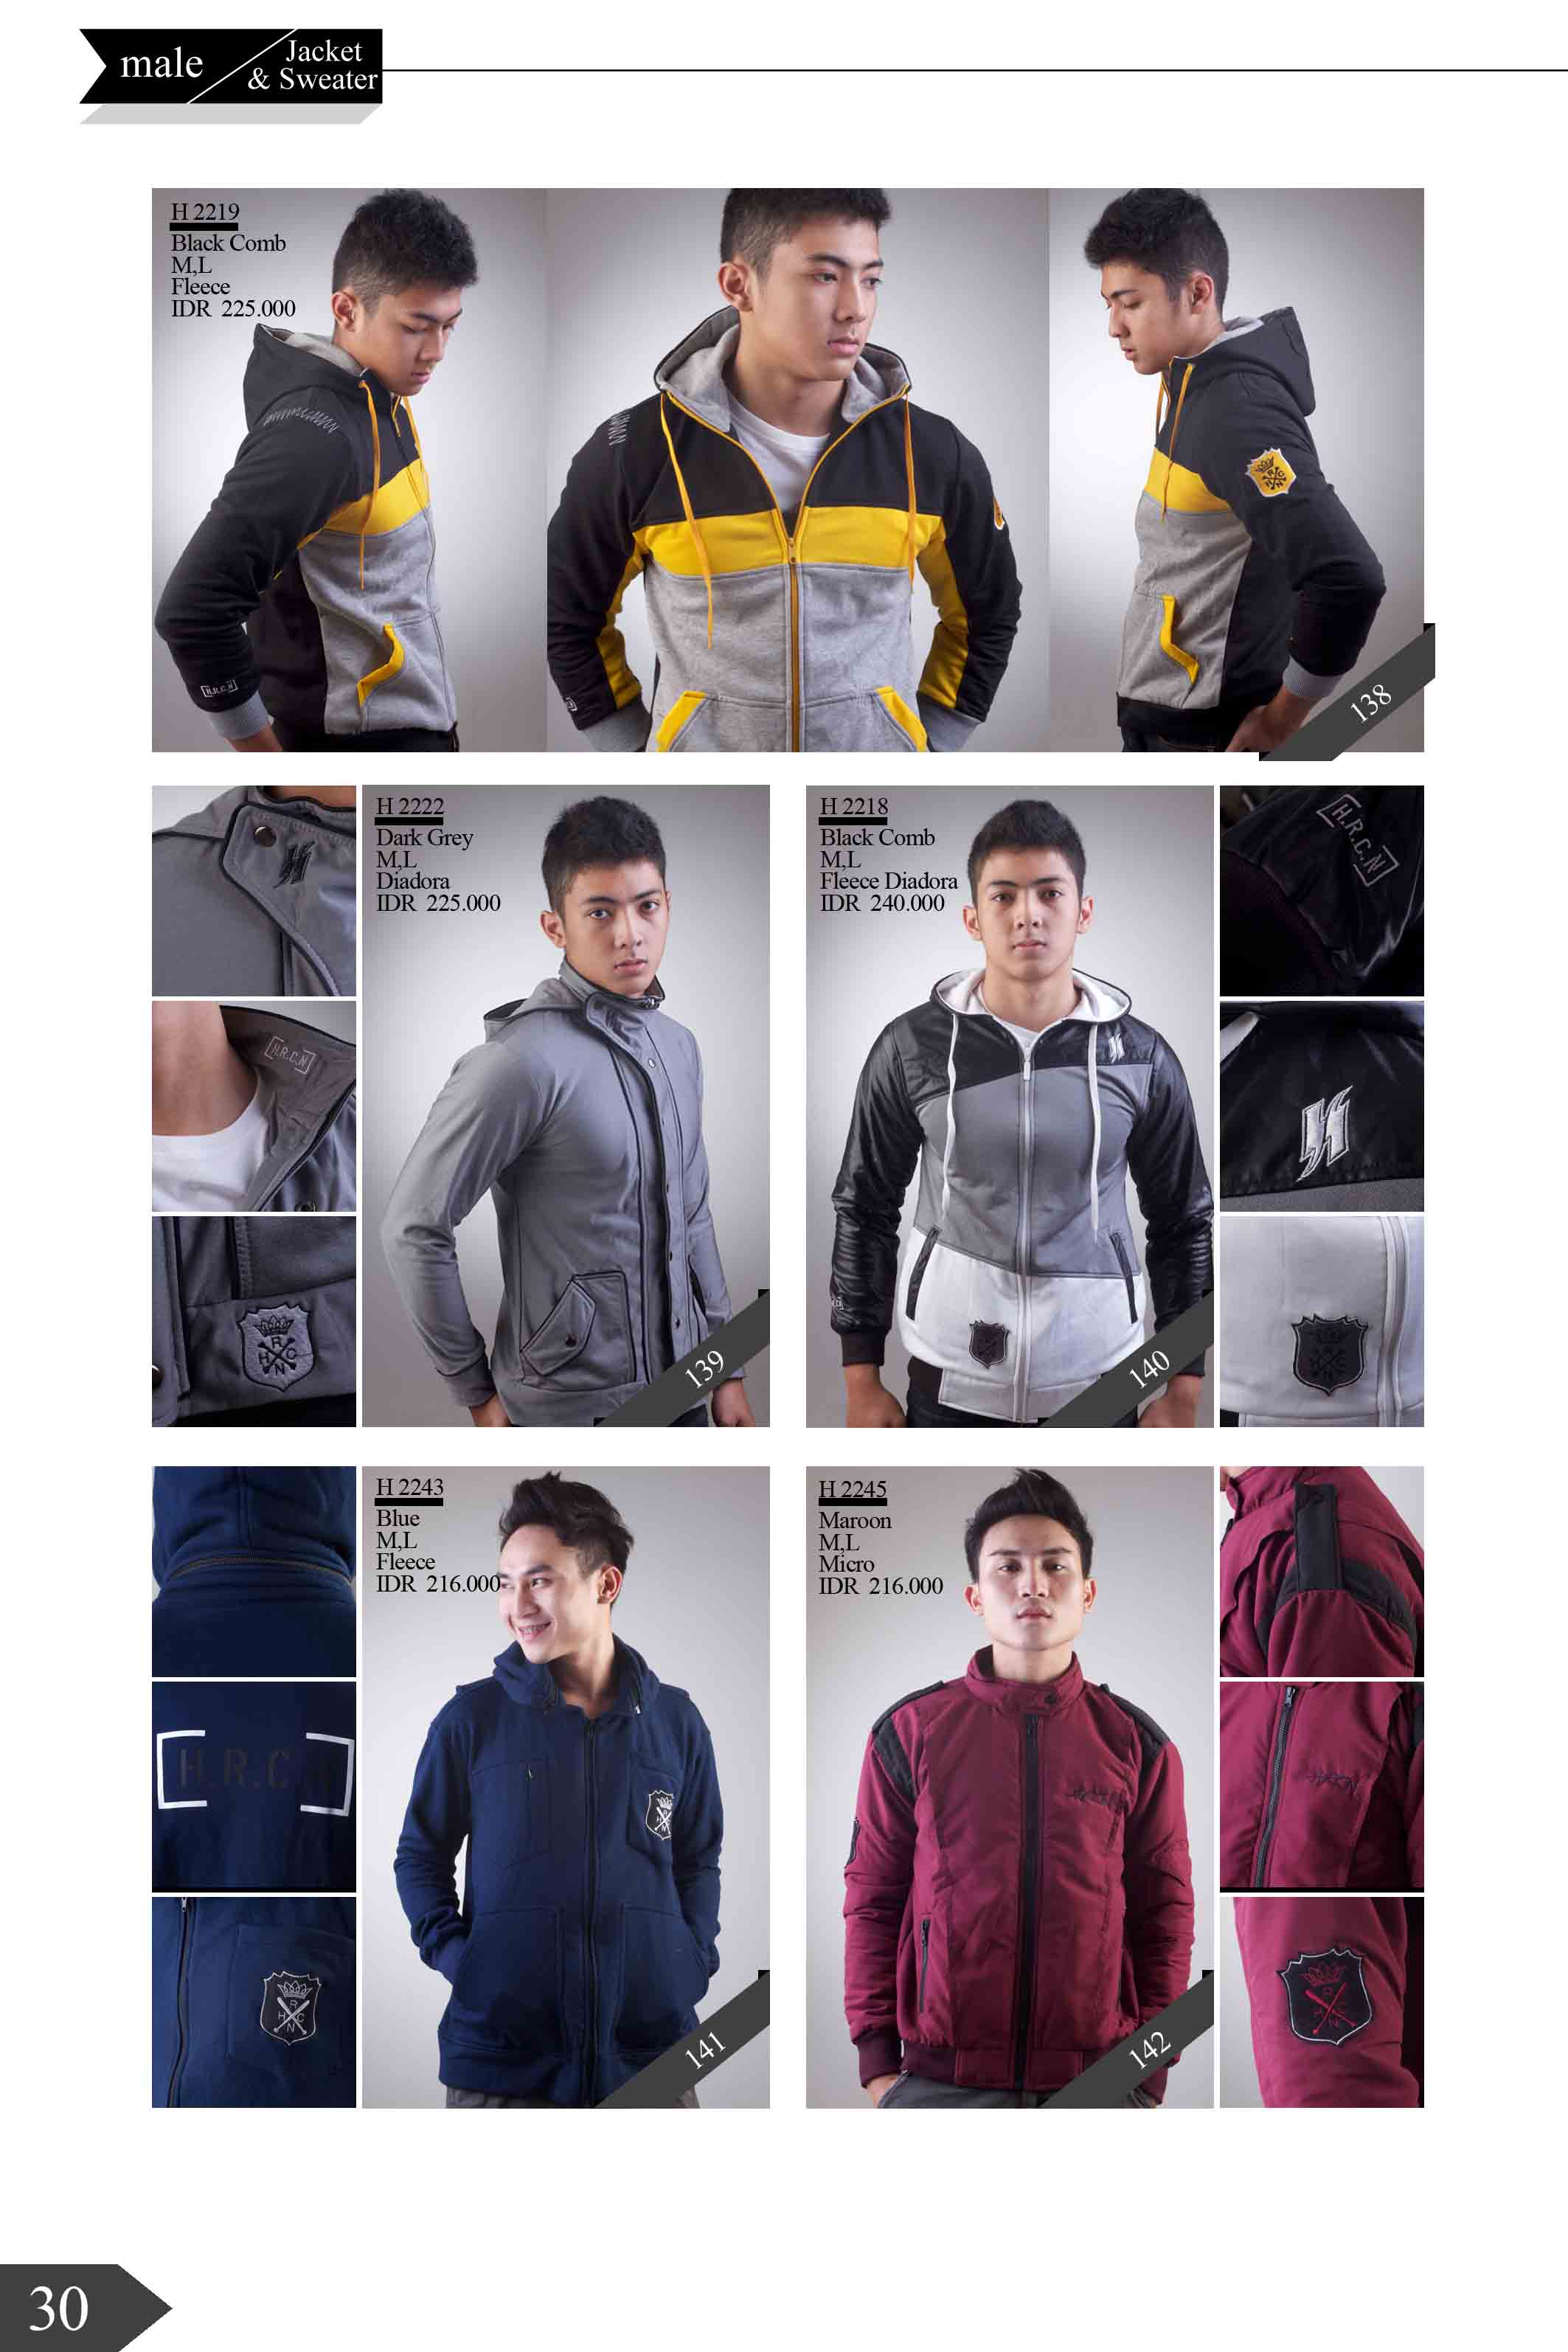 male
Jacket
& Sweater
H 2219
Black Comb
M,L
Fleece
IDR 225.000
R
H C
N
[H.R.C.N]
138
H 2222
Dark Grey
M,L
Diadora
IDR 225.000
[H.R.C.N]
R
H C
N
139
H 2218
Black Comb
M,L
Fleece Diadora
IDR 240.000
[H.R.C.N]
H
R
H C
N
140
H 2243
Blue
M,L
Fleece
IDR 216.000
H.R.C
R
H C
N
141
H 2245
Maroon
M,L
Micro
IDR 216.000
R
H C
N
142
30